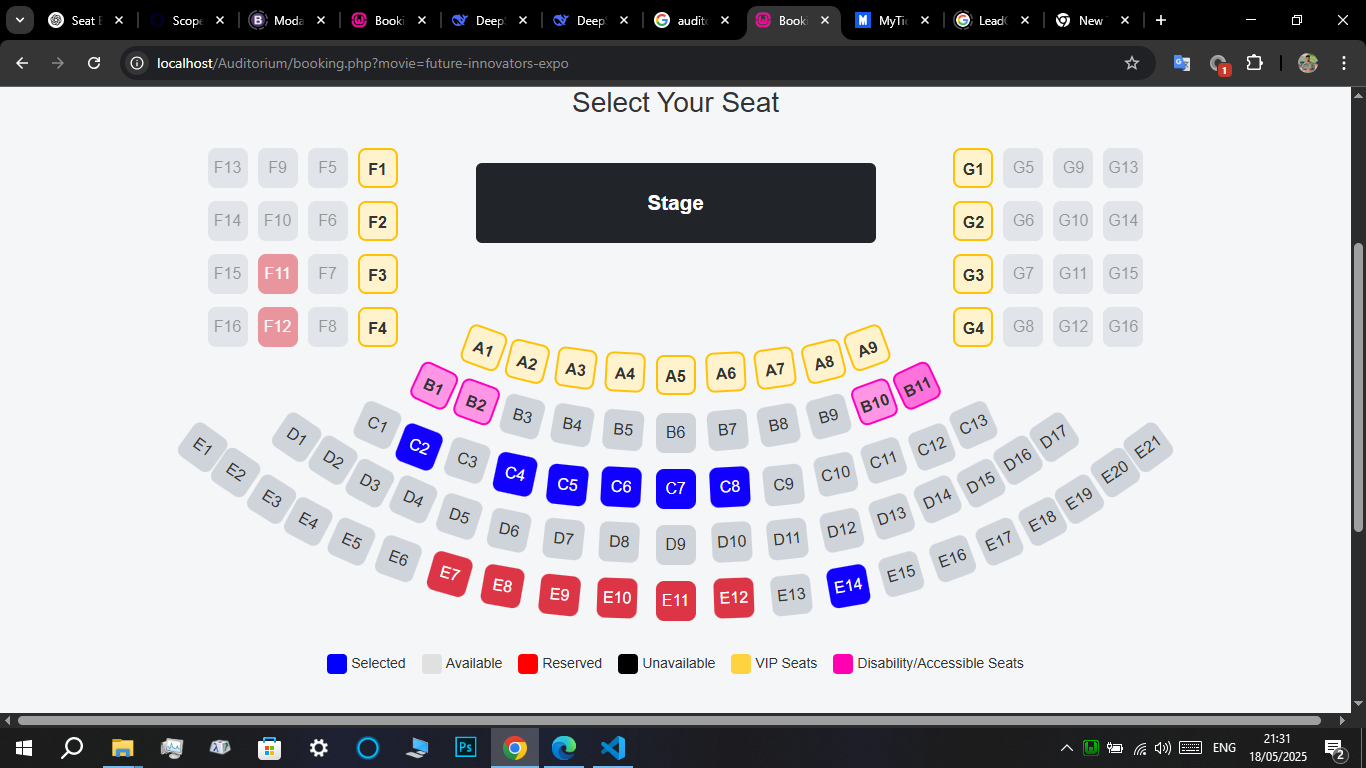 Seat B
Scope
Moda
Booki
Deep
Deep
audit
Booki
MyTi
Lead
New
localhost/Auditorium/booking.php?movie=future-innovators-expo
1
Select Your Seat
F13 F9 F5 F1
Stage
G1 G5 G9 G13
F14 F10 F6 F2
G2 G6 G10 G14
F15 F11 F7 F3
G3 G7 G11 G15
F16 F12 F8 F4
G4 G8 G12 G16
A1 A2 A3 A4 A5 A6 A7 A8 A9
B1 B2 B3 B4 B5 B6 B7 B8 B9 B10 B11
C1 C2 C3 C4 C5 C6 C7 C8 C9 C10 C11 C12 C13
D1 D2 D3 D4 D5 D6 D7 D8 D9 D10 D11 D12 D13 D14 D15 D16 D17
E1 E2 E3 E4 E5 E6 E7 E8 E9 E10 E11 E12 E13 E14 E15 E16 E17 E18 E19 E20 E21
Selected Available Reserved Unavailable VIP Seats Disability/Accessible Seats
Ps
ENG
21:31
18/05/2025
2